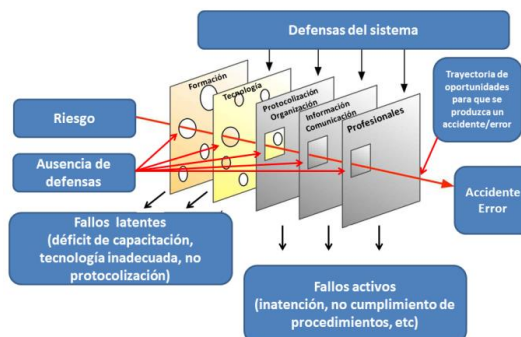 Defensas del sistema
Formación
Tecnología
Protocolización
Organización
Información
Comunicación
Profesionales
Trayectoria de
oportunidades
para que se
produzca un
accidente/error
Riesgo
Ausencia de
defensas
Accidente
Error
Fallos latentes
(déficit de capacitación,
tecnología inadecuada, no
protocolización)
Fallos activos
(inatención, no cumplimiento de
procedimientos, etc)